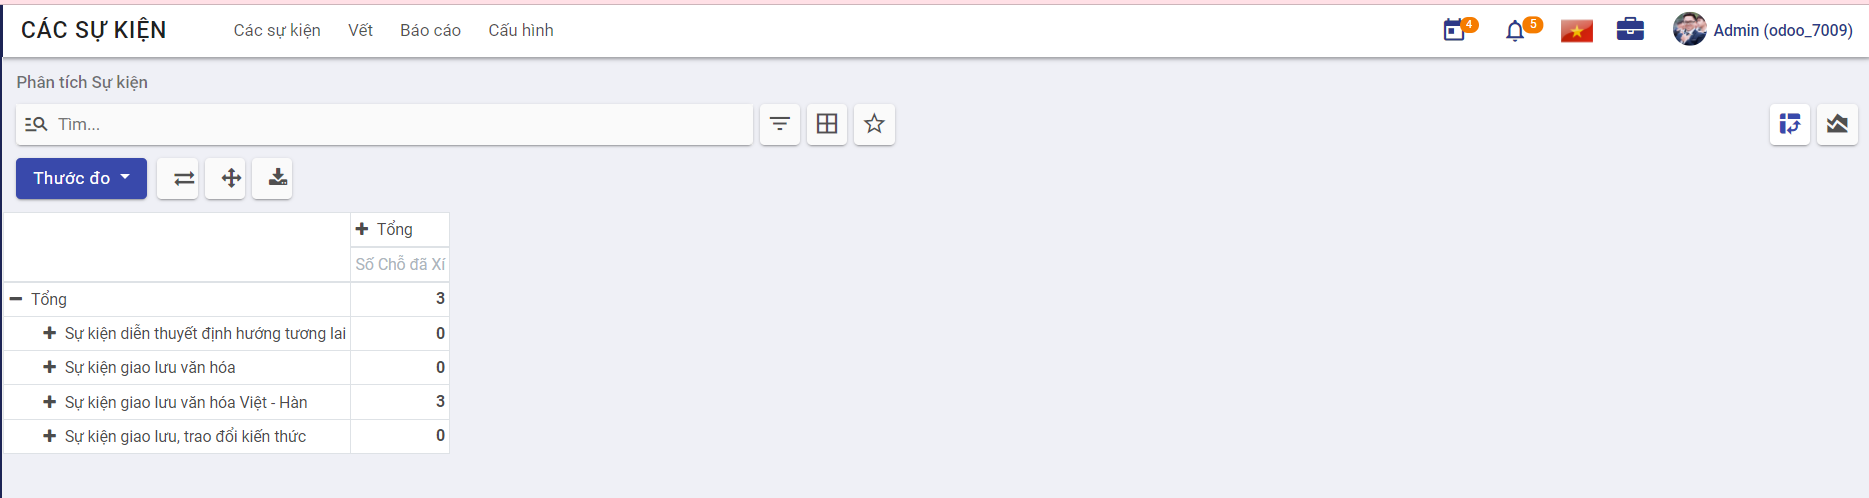 CÁC SỰ KIỆN Các sự kiện Vết Báo cáo Cấu hình 4 5 Admin (odoo_7009)
Phân tích Sự kiện
Tìm...
Thước đo
Tổng
Số Chỗ đã Xí
Tổng 3
Sự kiện diễn thuyết định hướng tương lai 0
Sự kiện giao lưu văn hóa 0
Sự kiện giao lưu văn hóa Việt - Hàn 3
Sự kiện giao lưu, trao đổi kiến thức 0